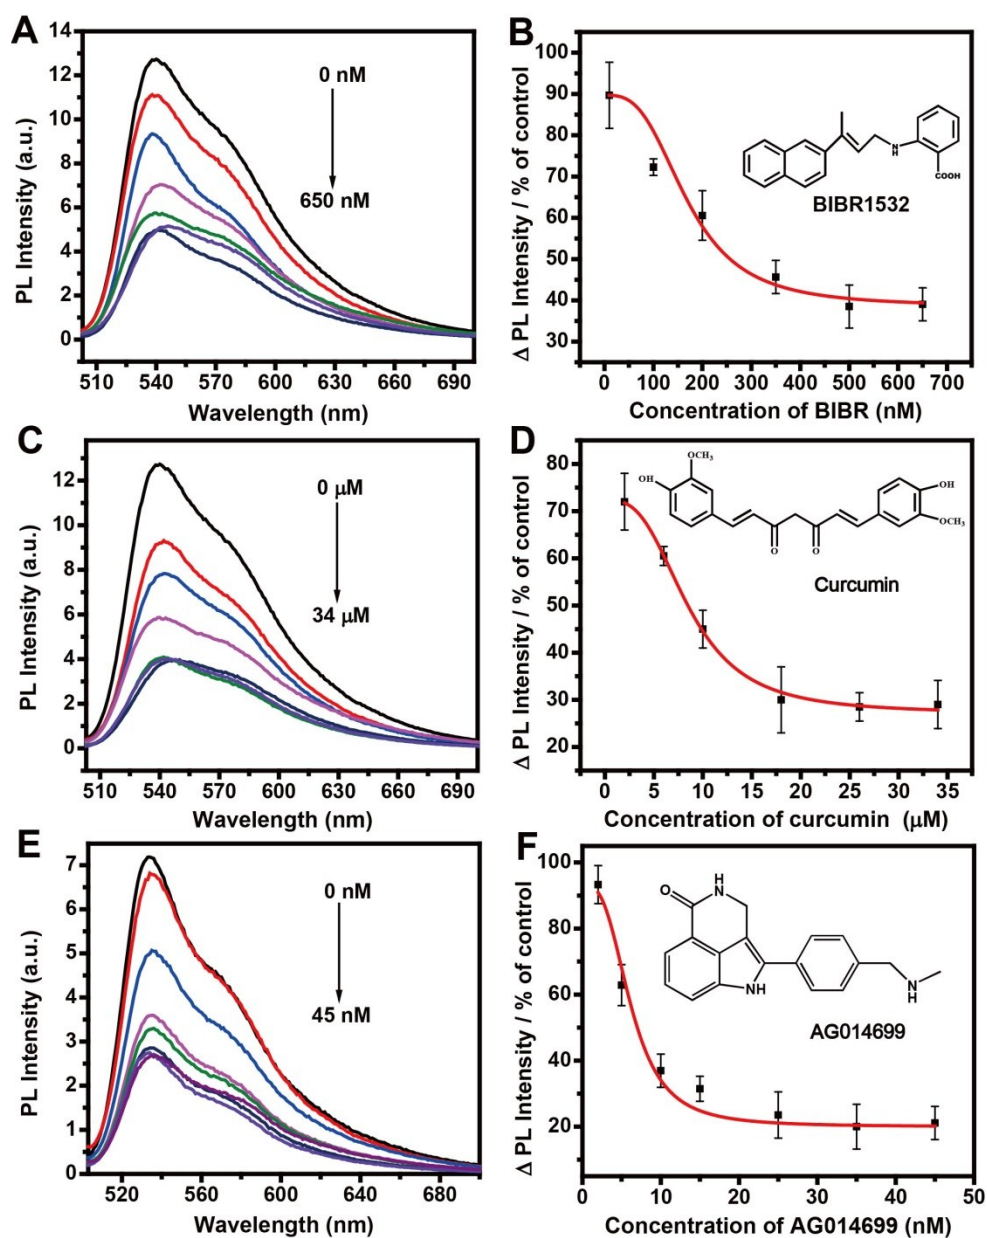 A
PL Intensity (a.u.)
14
12
10
8
6
4
2
0
0 nM
650 nM
510 540 570 600 630 660 690
Wavelength (nm)
B
Δ PL Intensity / % of control
100
90
80
70
60
50
40
30
N
H
COOH
BIBR1532
0 100 200 300 400 500 600 700
Concentration of BIBR (nM)
C
PL Intensity (a.u.)
12
10
8
6
4
2
0
0 μM
34 μM
510 540 570 600 630 660 690
Wavelength (nm)
D
Δ PL Intensity / % of control
80
70
60
50
40
30
20
OCH3
OH
O
O
OH
OCH3
Curcumin
0 5 10 15 20 25 30 35
Concentration of curcumin (μM)
E
PL Intensity (a.u.)
7
6
5
4
3
2
1
0
0 nM
45 nM
520 560 600 640 680
Wavelength (nm)
F
Δ PL Intensity / % of control
100
80
60
40
20
H
N
O
NH
N
H
AG014699
0 10 20 30 40 50
Concentration of AG014699 (nM)